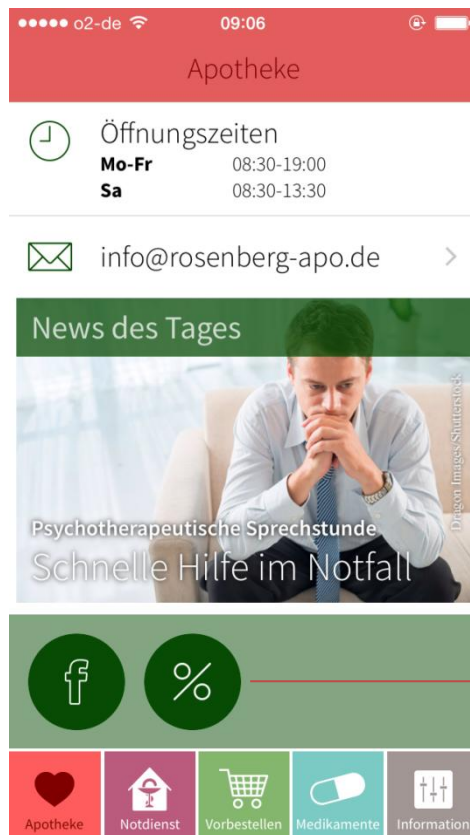 o2-de 09:06
Apotheke
Öffnungszeiten
Mo-Fr 08:30-19:00
Sa 08:30-13:30
info@rosenberg-apo.de
News des Tages
Dragon Images/Shutterstock
Psychotherapeutische Sprechstunde
Schnelle Hilfe im Notfall
f %
Apotheke Notdienst Vorbestellen Medikamente Information